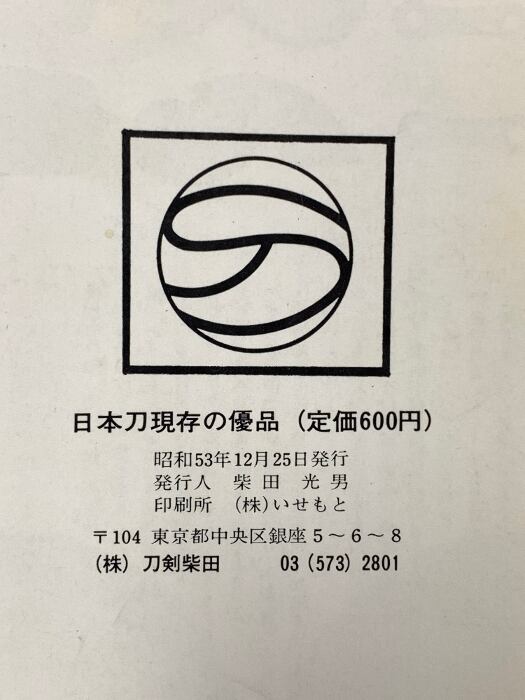 日本刀現存の優品（定価600円）
昭和53年12月25日発行
発行人　柴田　光男
印刷所　（株）いせもと
〒104 東京都中央区銀座５～６～８
（株）刀剣柴田　03（573）2801